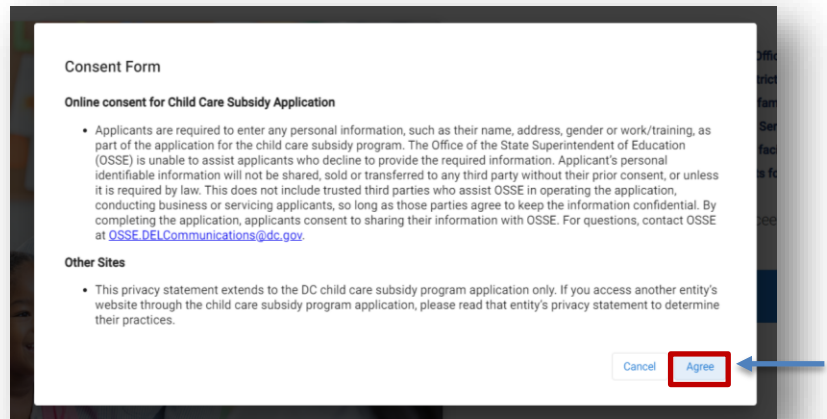 Consent Form
Online consent for Child Care Subsidy Application
• Applicants are required to enter any personal information, such as their name, address, gender or work/training, as
part of the application for the child care subsidy program. The Office of the State Superintendent of Education
(OSSE) is unable to assist applicants who decline to provide the required information. Applicant's personal
identifiable information will not be shared, sold or transferred to any third party without their prior consent, or unless
it is required by law. This does not include trusted third parties who assist OSSE in operating the application,
conducting business or servicing applicants, so long as those parties agree to keep the information confidential. By
completing the application, applicants consent to sharing their information with OSSE. For questions, contact OSSE
at OSSE.DELCommunications@dc.gov.
Other Sites
• This privacy statement extends to the DC child care subsidy program application only. If you access another entity's
website through the child care subsidy program application, please read that entity's privacy statement to determine
their practices.
Cancel Agree